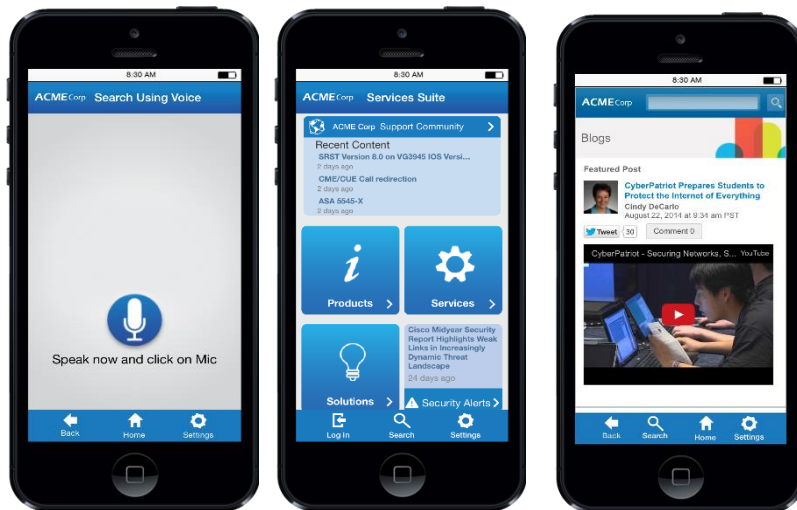 8:30 AM
ACME Corp Search Using Voice
Speak now and click on Mic
Back Home Settings
8:30 AM
ACME Corp Services Suite
ACME Corp Support Community
Recent Content
SRST Version 8.0 on VG3945 IOS Versi...
2 days ago
CME/CUE Call redirection
2 days ago
ASA 5545-X
2 days ago
Products
Services
Cisco Midyear Security
Report Highlights Weak
Links in Increasingly
Dynamic Threat
Landscape
24 days ago
Solutions
Security Alerts
Log In Search Settings
8:30 AM
ACME Corp
Blogs
Featured Post
CyberPatriot Prepares Students to
Protect the Internet of Everything
Cindy DeCarlo
August 22, 2014 at 9:34 am PST
Tweet 30 Comment 0
CyberPatriot - Securing Networks, S... YouTube
Back Search Home Settings